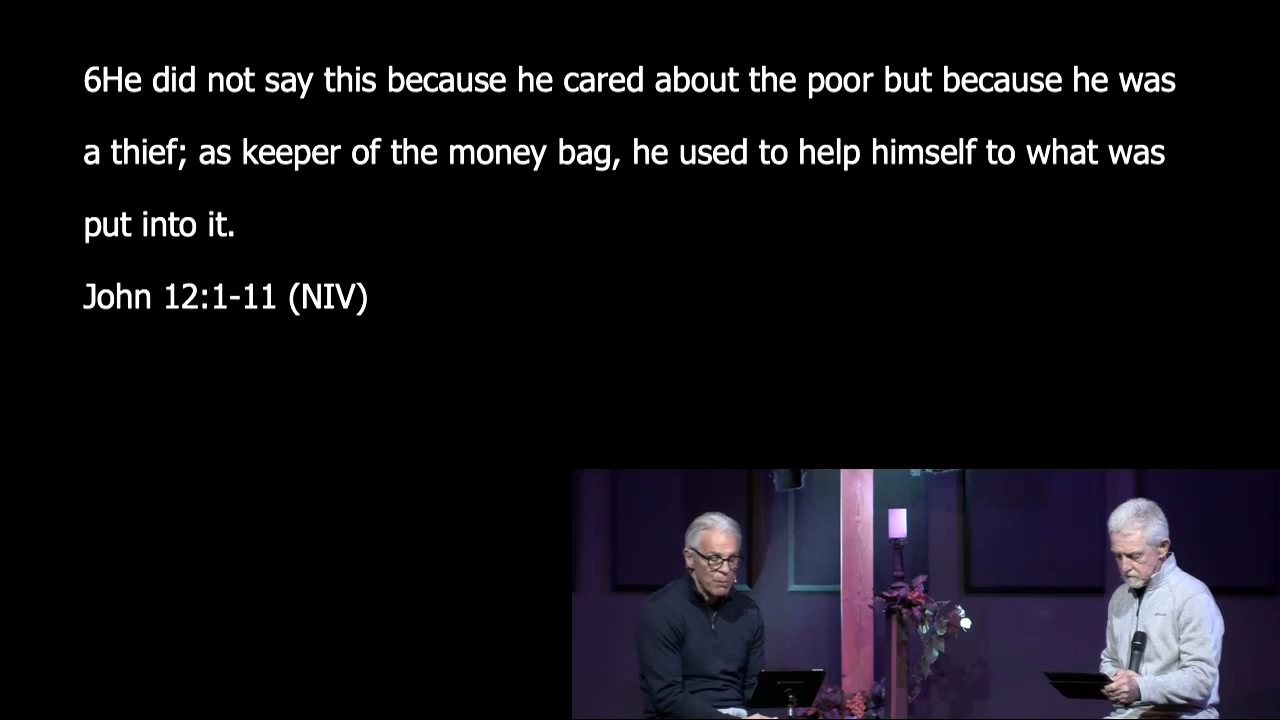 6He did not say this because he cared about the poor but because he was
a thief; as keeper of the money bag, he used to help himself to what was
put into it.
John 12:1-11 (NIV)